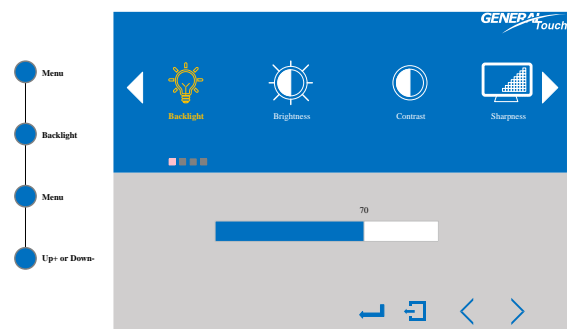 GENERAL
Touch
Menu
Backlight
Menu
Up+ or Down-
Backlight
Brightness
Contrast
Sharpness
70